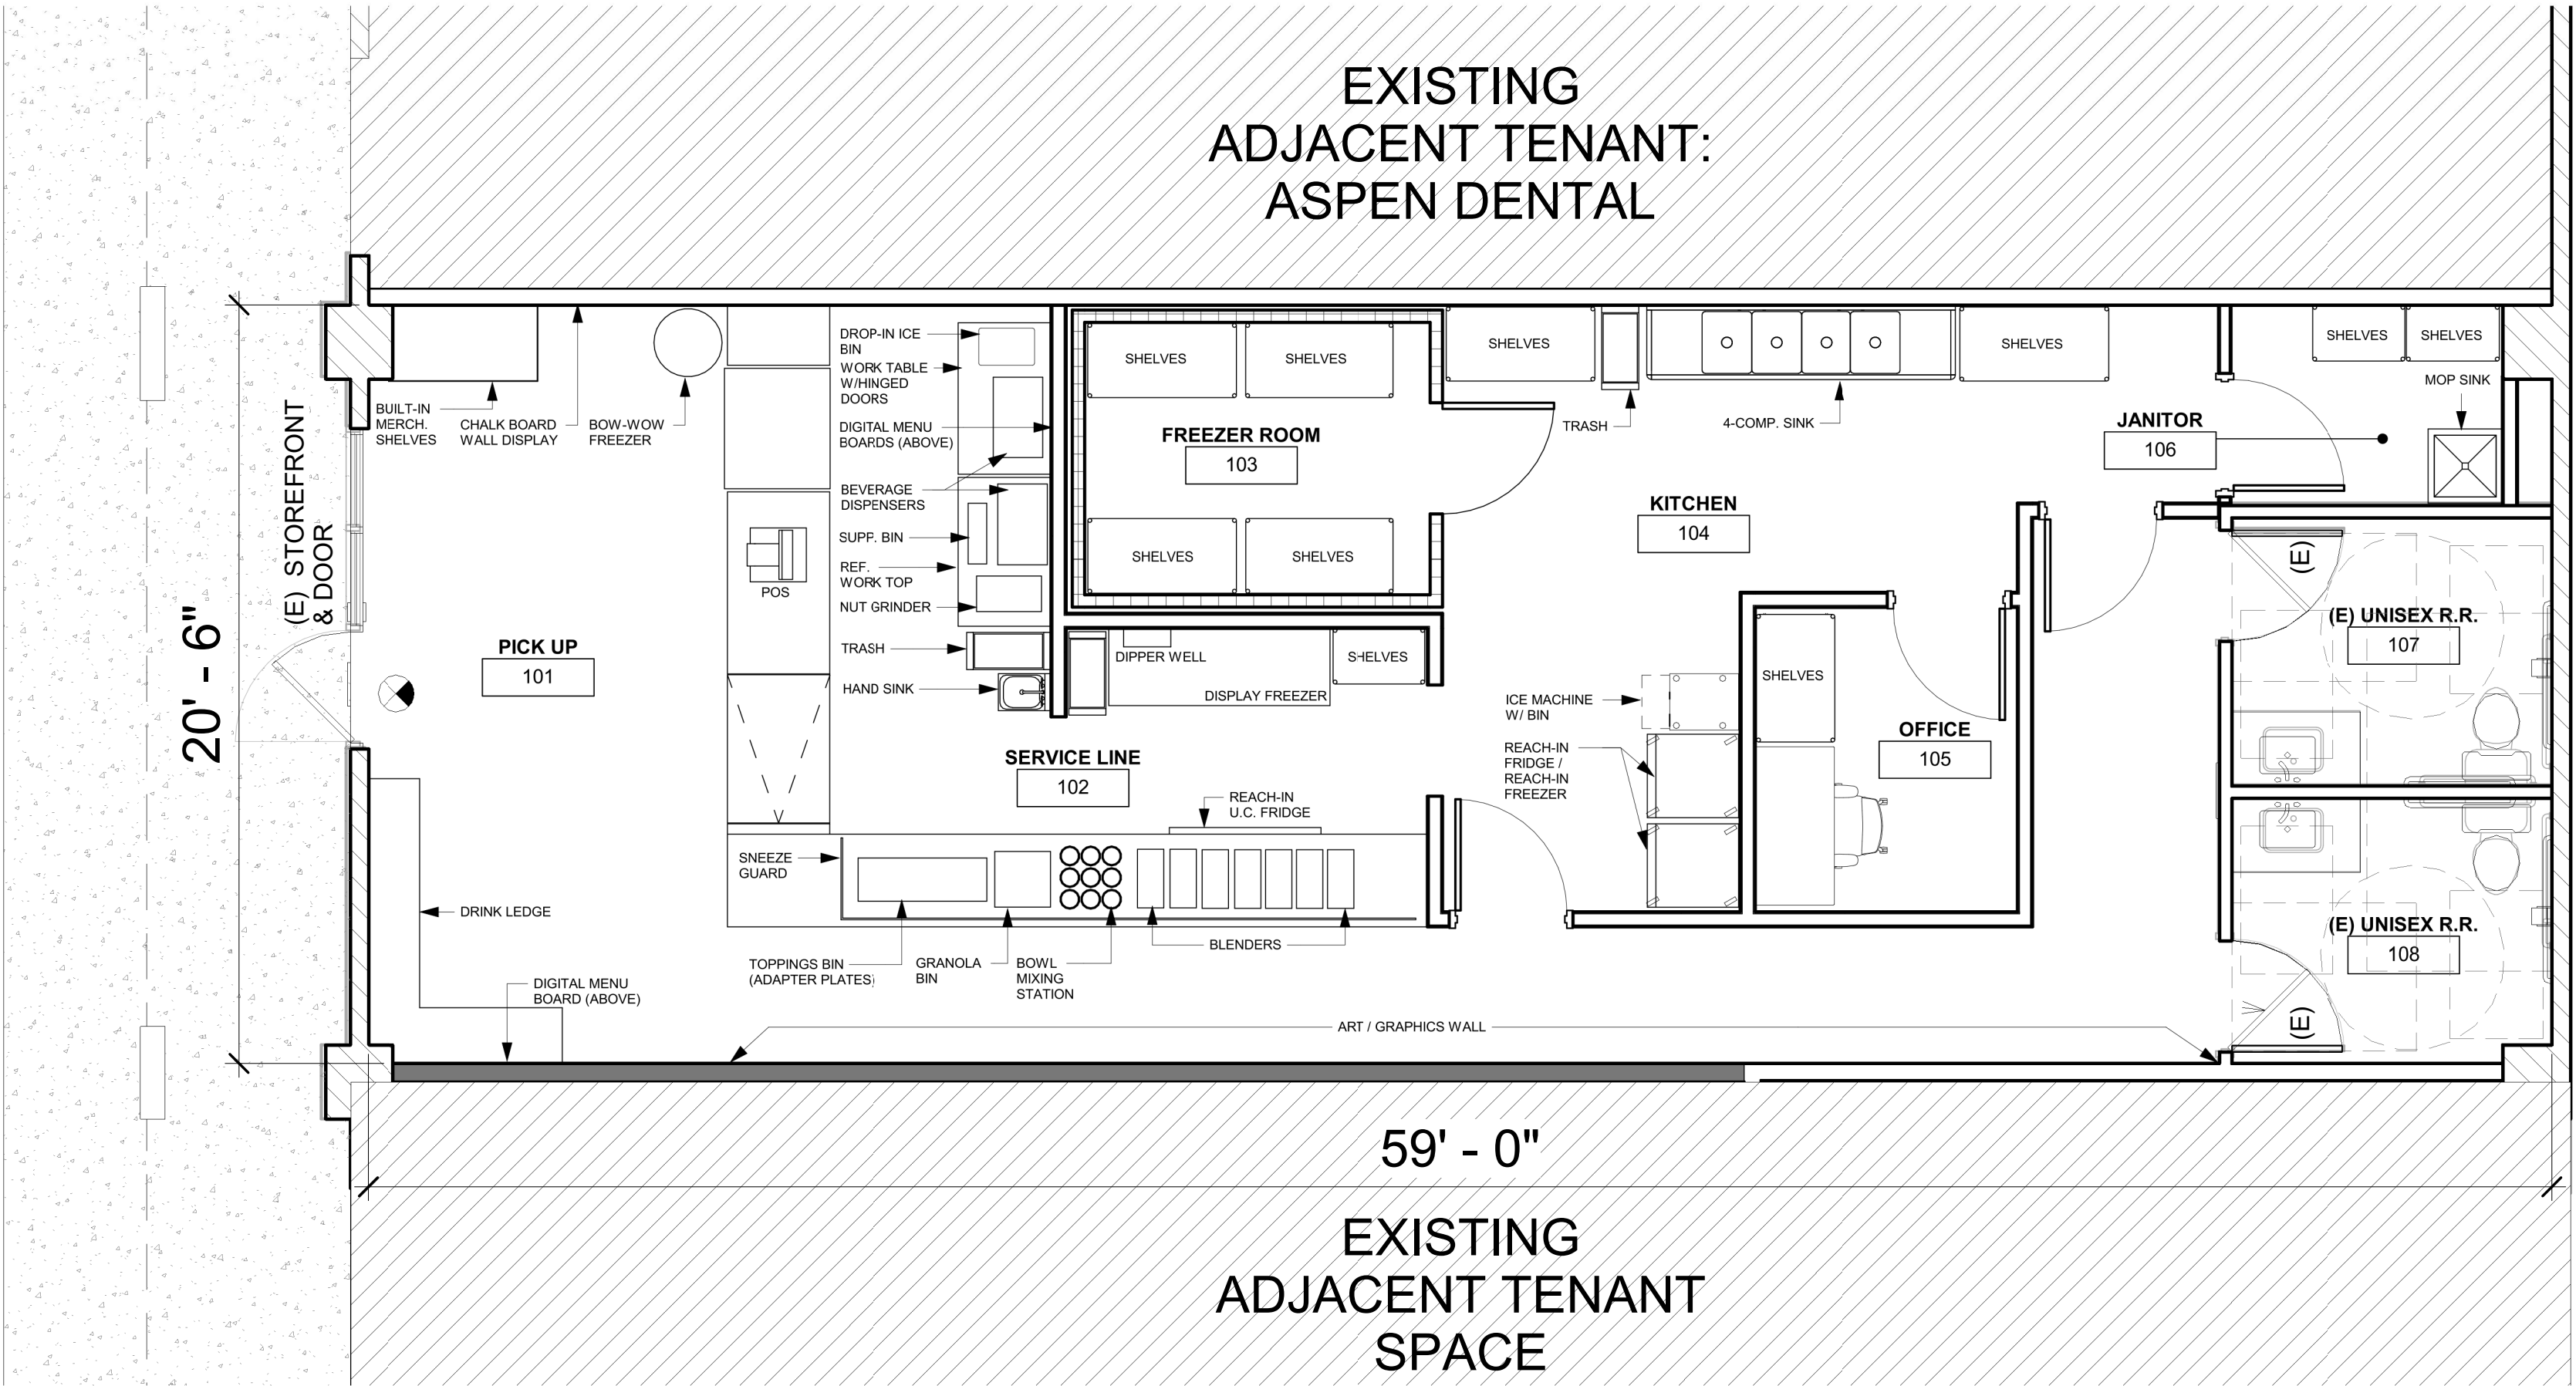 EXISTING
ADJACENT TENANT:
ASPEN DENTAL
20' - 6"
(E) STOREFRONT
& DOOR
BUILT-IN
MERCH.
SHELVES
CHALK BOARD
WALL DISPLAY
BOW-WOW
FREEZER
DROP-IN ICE
BIN
WORK TABLE
W/HINGED
DOORS
DIGITAL MENU
BOARDS (ABOVE)
BEVERAGE
DISPENSERS
SUPP. BIN
REF.
WORK TOP
NUT GRINDER
TRASH
HAND SINK
POS
PICK UP
101
DRINK LEDGE
DIGITAL MENU
BOARD (ABOVE)
SHELVES
SHELVES
FREEZER ROOM
103
SHELVES
SHELVES
DIPPER WELL
SHELVES
DISPLAY FREEZER
SERVICE LINE
102
REACH-IN
U.C. FRIDGE
SNEEZE
GUARD
TOPPINGS BIN
(ADAPTER PLATES)
GRANOLA
BIN
BOWL
MIXING
STATION
BLENDERS
ART / GRAPHICS WALL
SHELVES
TRASH
4-COMP. SINK
SHELVES
KITCHEN
104
ICE MACHINE
W/ BIN
REACH-IN
FRIDGE /
REACH-IN
FREEZER
SHELVES
OFFICE
105
JANITOR
106
SHELVES
SHELVES
MOP SINK
(E)
(E) UNISEX R.R.
107
(E) UNISEX R.R.
108
(E)
59' - 0"
EXISTING
ADJACENT TENANT
SPACE